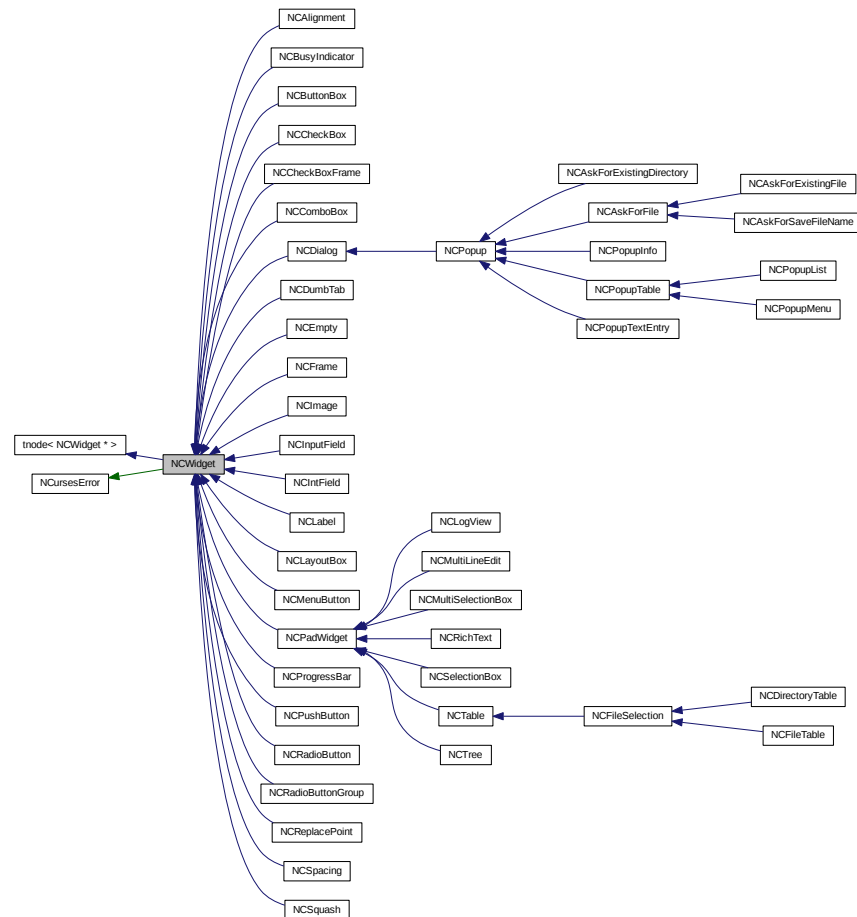 NCAlignment
NCBusyIndicator
NCButtonBox
NCCheckBox
NCCheckBoxFrame
NCComboBox
NCDialog
NCDumbTab
NCEmpty
NCFrame
NCImage
NCInputField
NCIntField
NCLabel
NCLayoutBox
NCMenuButton
NCPadWidget
NCProgressBar
NCPushButton
NCRadioButton
NCRadioButtonGroup
NCReplacePoint
NCSpacing
NCSquash
tnode< NCWidget * >
NCursesError
NCWidget
NCPopup
NCAskForExistingDirectory
NCAskForFile
NCPopupInfo
NCPopupTable
NCPopupTextEntry
NCAskForExistingFile
NCAskForSaveFileName
NCPopupList
NCPopupMenu
NCLogView
NCMultiLineEdit
NCMultiSelectionBox
NCRichText
NCSelectionBox
NCTable
NCTree
NCFileSelection
NCDirectoryTable
NCFileTable